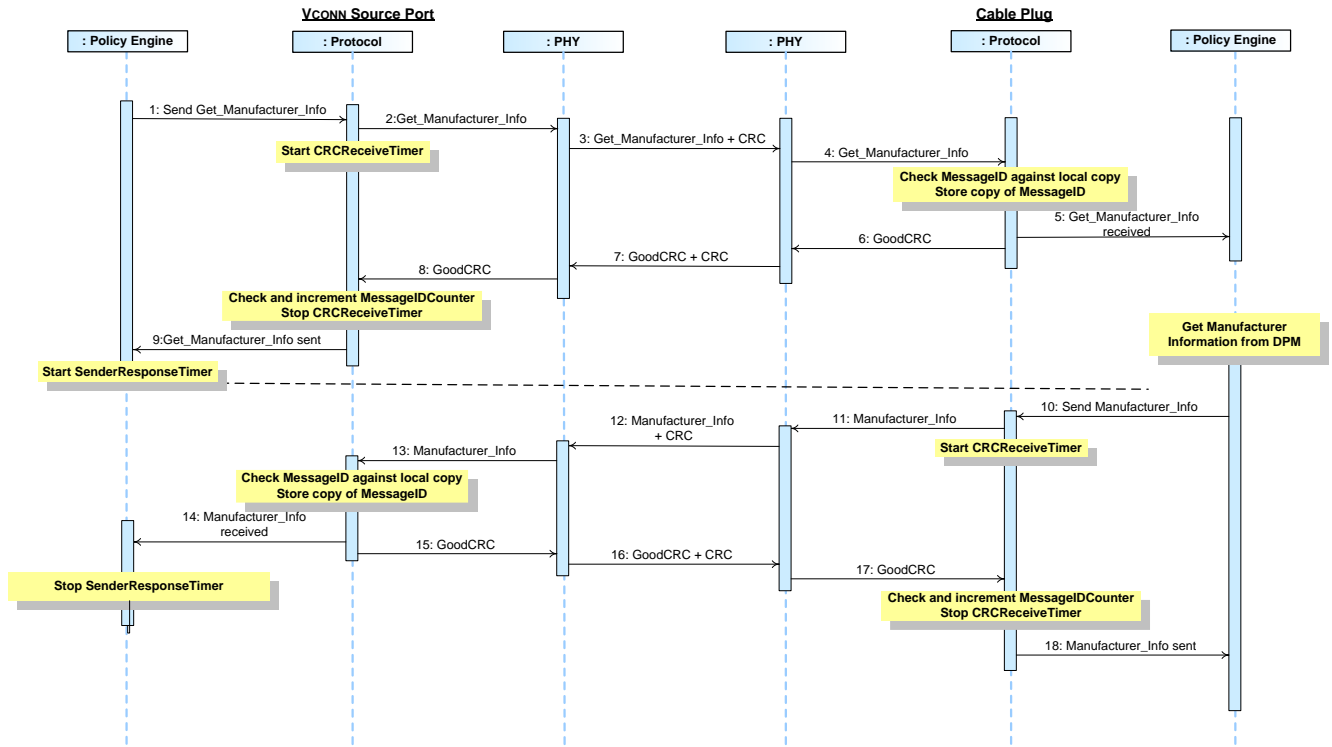 VCONN Source Port
Cable Plug
: Policy Engine
: Protocol
: PHY
: PHY
: Protocol
: Policy Engine
1: Send Get_Manufacturer_Info
2:Get_Manufacturer_Info
Start CRCReceiveTimer
3: Get_Manufacturer_Info + CRC
4: Get_Manufacturer_Info
Check MessageID against local copy
Store copy of MessageID
5: Get_Manufacturer_Info
received
6: GoodCRC
7: GoodCRC + CRC
8: GoodCRC
Check and increment MessageIDCounter
Stop CRCReceiveTimer
9:Get_Manufacturer_Info sent
Start SenderResponseTimer
Get Manufacturer
Information from DPM
10: Send Manufacturer_Info
11: Manufacturer_Info
Start CRCReceiveTimer
12: Manufacturer_Info
+ CRC
13: Manufacturer_Info
Check MessageID against local copy
Store copy of MessageID
14: Manufacturer_Info
received
15: GoodCRC
16: GoodCRC + CRC
17: GoodCRC
Stop SenderResponseTimer
Check and increment MessageIDCounter
Stop CRCReceiveTimer
18: Manufacturer_Info sent